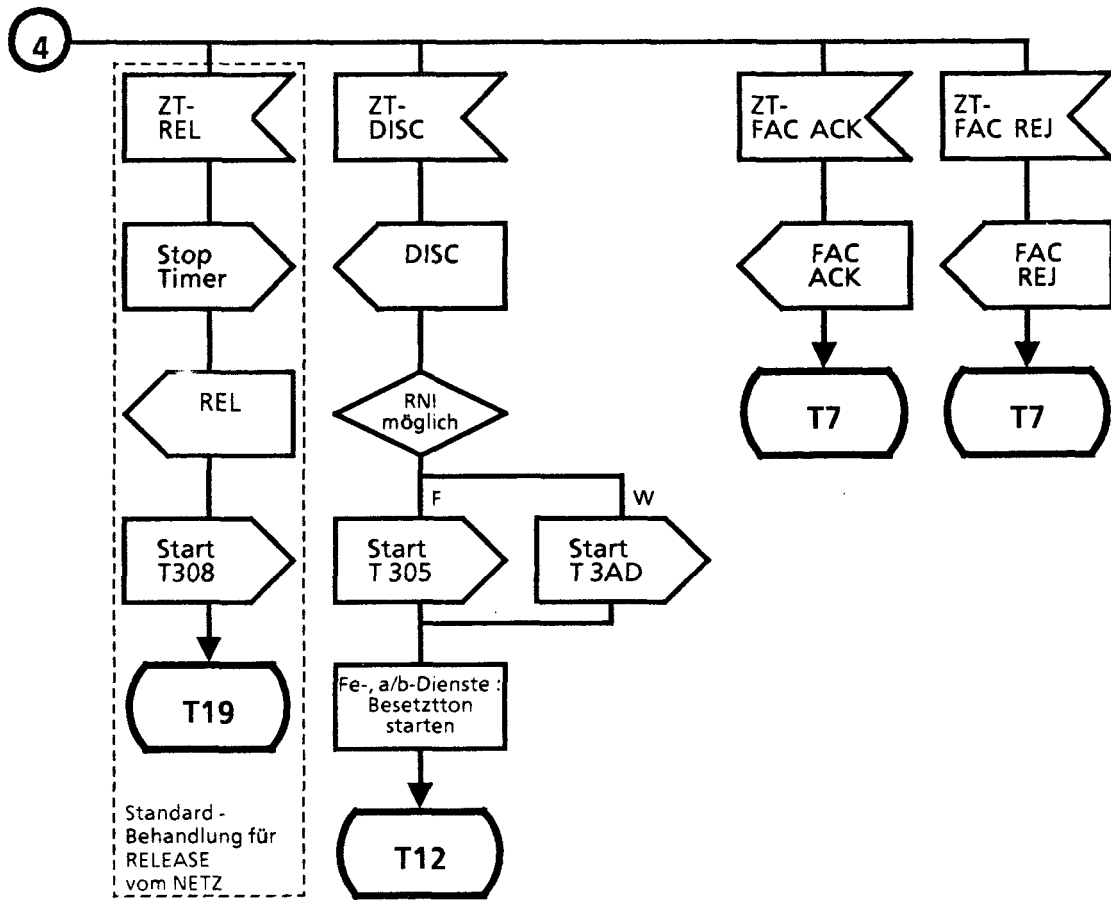 4
ZT-
REL
Stop
Timer
REL
Start
T308
T19
Standard -
Behandlung für
RELEASE
vom NETZ
ZT-
DISC
DISC
RNI
möglich
F
W
Start
T 305
Start
T 3AD
Fe-, a/b-Dienste :
Besetztton
starten
T12
ZT-
FAC ACK
FAC
ACK
T7
ZT-
FAC REJ
FAC
REJ
T7